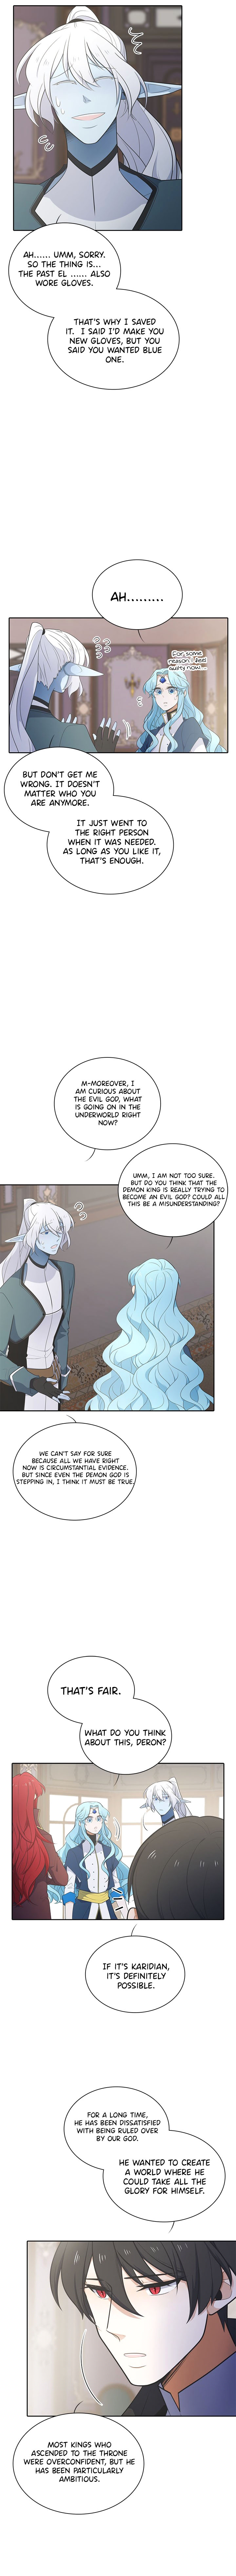 AH...... UMM, SORRY.
SO THE THING IS...
THE PAST EL ...... ALSO
WORE GLOVES.
THAT'S WHY I SAVED
IT. I SAID I'D MAKE YOU
NEW GLOVES, BUT YOU
SAID YOU WANTED BLUE
ONE.
AH.........
For some
reason I feel
guilty now...
BUT DON'T GET ME
WRONG. IT DOESN'T
MATTER WHO YOU
ARE ANYMORE.
IT JUST WENT TO
THE RIGHT PERSON
WHEN IT WAS NEEDED.
AS LONG AS YOU LIKE IT,
THAT'S ENOUGH.
M-MOREOVER, I
AM CURIOUS ABOUT
THE EVIL GOD, WHAT
IS GOING ON IN THE
UNDERWORLD RIGHT
NOW?
UMM, I AM NOT TOO SURE.
BUT DO YOU THINK THAT THE
DEMON KING IS REALLY TRYING TO
BECOME AN EVIL GOD? COULD ALL
THIS BE A MISUNDERSTANDING?
WE CAN'T SAY FOR SURE
BECAUSE ALL WE HAVE RIGHT
NOW IS CIRCUMSTANTIAL EVIDENCE.
BUT SINCE EVEN THE DEMON GOD IS
STEPPING IN, I THINK IT MUST BE TRUE.
THAT'S FAIR.
WHAT DO YOU THINK
ABOUT THIS, DERON?
IF IT'S KARIDIAN,
IT'S DEFINITELY
POSSIBLE.
FOR A LONG TIME,
HE HAS BEEN DISSATISFIED
WITH BEING RULED OVER
BY OUR GOD.
HE WANTED TO CREATE
A WORLD WHERE HE
COULD TAKE ALL THE
GLORY FOR HIMSELF.
MOST KINGS WHO
ASCENDED TO THE THRONE
WERE OVERCONFIDENT, BUT HE
HAS BEEN PARTICULARLY
AMBITIOUS.